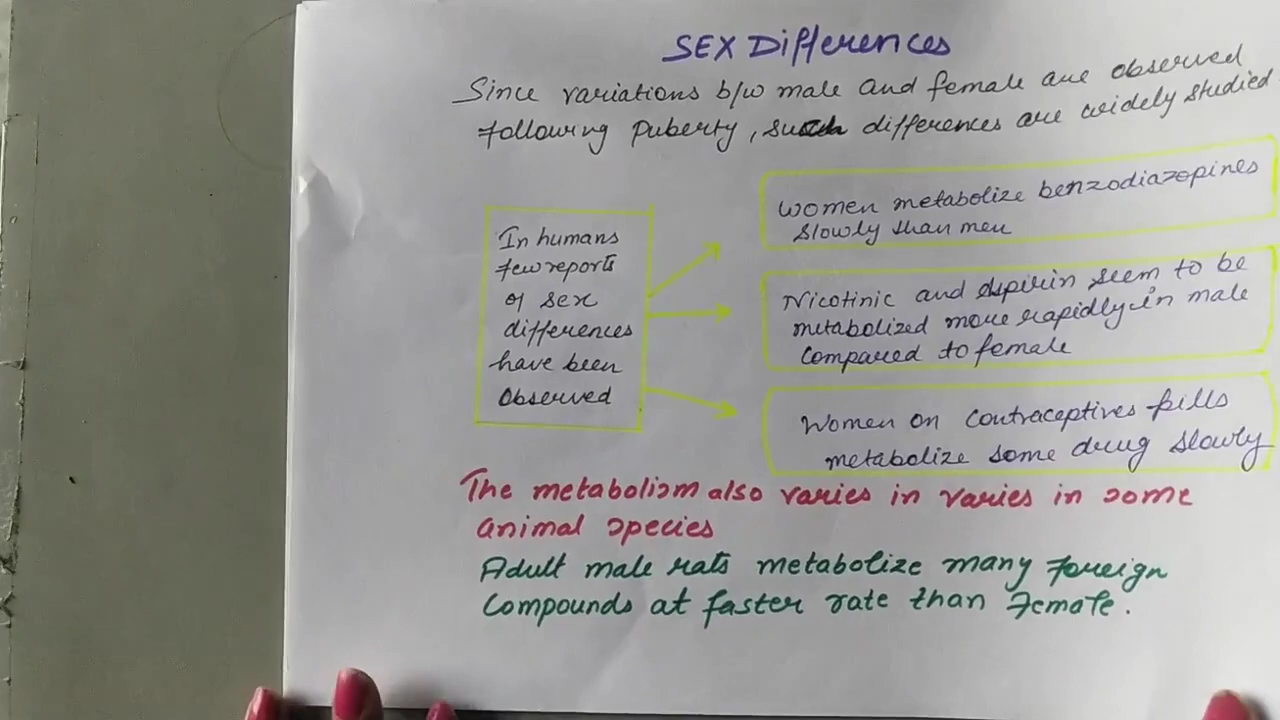 SEX Differences
Since variations b/w male and female are observed
following puberty, such differences are widely studied
In humans
few reports
of sex
differences
have been
observed
Women metabolize benzodiazopines
slowly than men
Nicotinic and aspirin seem to be
metabolized more rapidly in male
compared to female
Women on contraceptives pills
metabolize some drug slowly
The metabolism also varies in varies in some
animal species
Adult male rats metabolize many foreign
compounds at faster rate than Female.